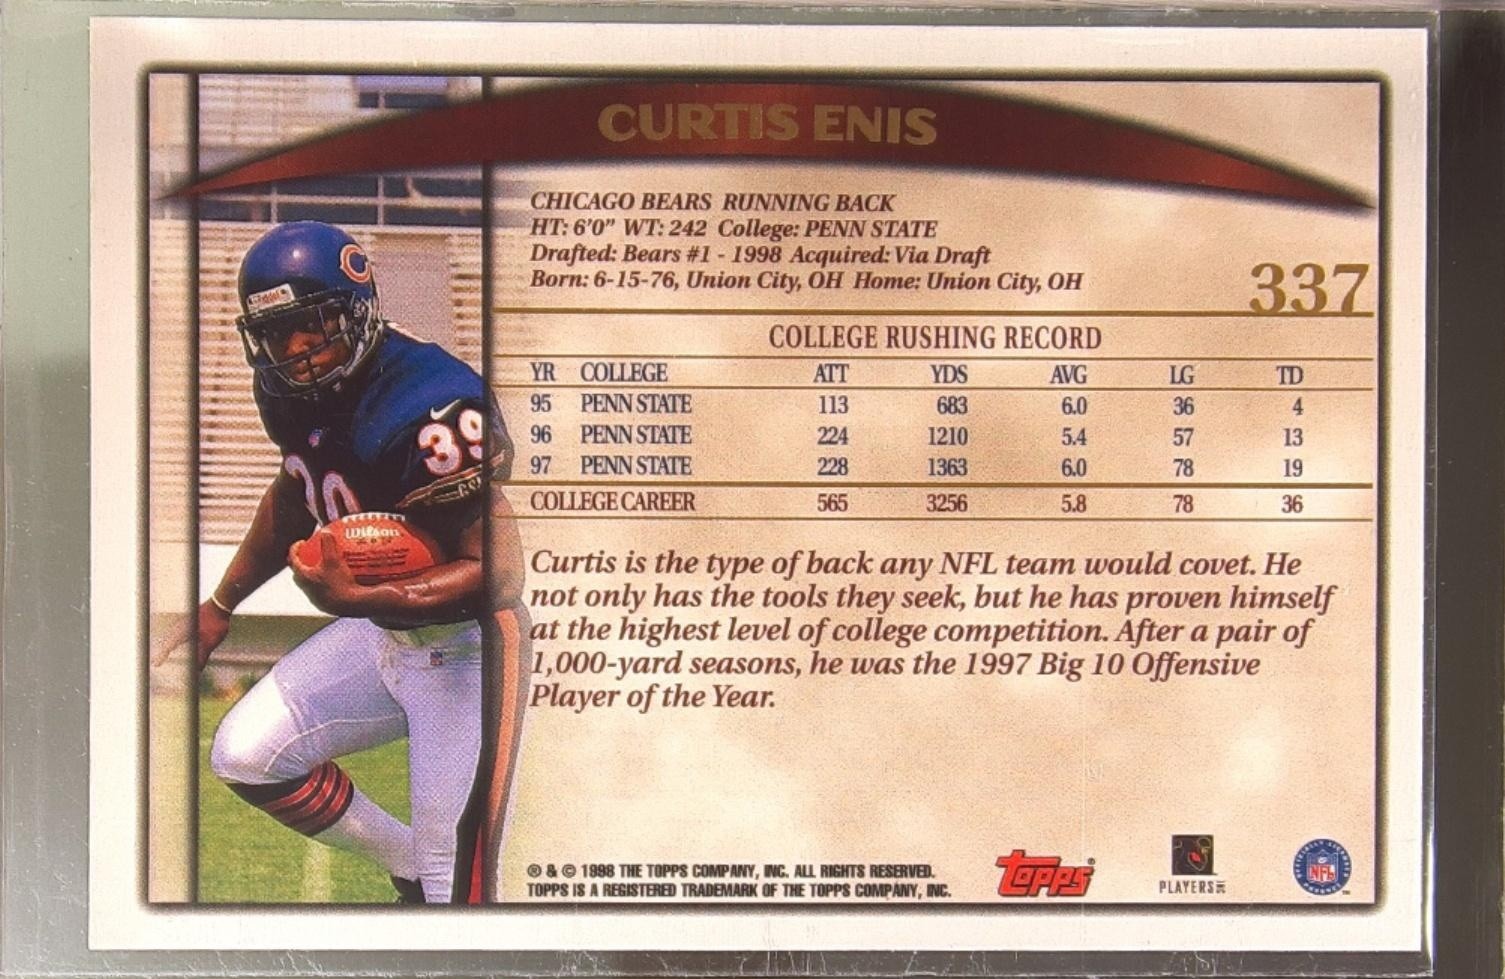 CURTIS ENIS
CHICAGO BEARS RUNNING BACK
HT: 6'0" WT: 242 College: PENN STATE
Drafted: Bears #1 - 1998 Acquired: Via Draft
Born: 6-15-76, Union City, OH Home: Union City, OH
337
COLLEGE RUSHING RECORD
YR COLLEGE ATT YDS AVG LG TD
95 PENN STATE 113 683 6.0 36 4
96 PENN STATE 224 1210 5.4 57 13
97 PENN STATE 228 1363 6.0 78 19
COLLEGE CAREER 565 3256 5.8 78 36
Curtis is the type of back any NFL team would covet. He
not only has the tools they seek, but he has proven himself
at the highest level of college competition. After a pair of
1,000-yard seasons, he was the 1997 Big 10 Offensive
Player of the Year.
® & © 1998 THE TOPPS COMPANY, INC. ALL RIGHTS RESERVED.
TOPPS IS A REGISTERED TRADEMARK OF THE TOPPS COMPANY, INC.
Topps®
PLAYERS INC
NFL
C
Riddell
39
Wilson